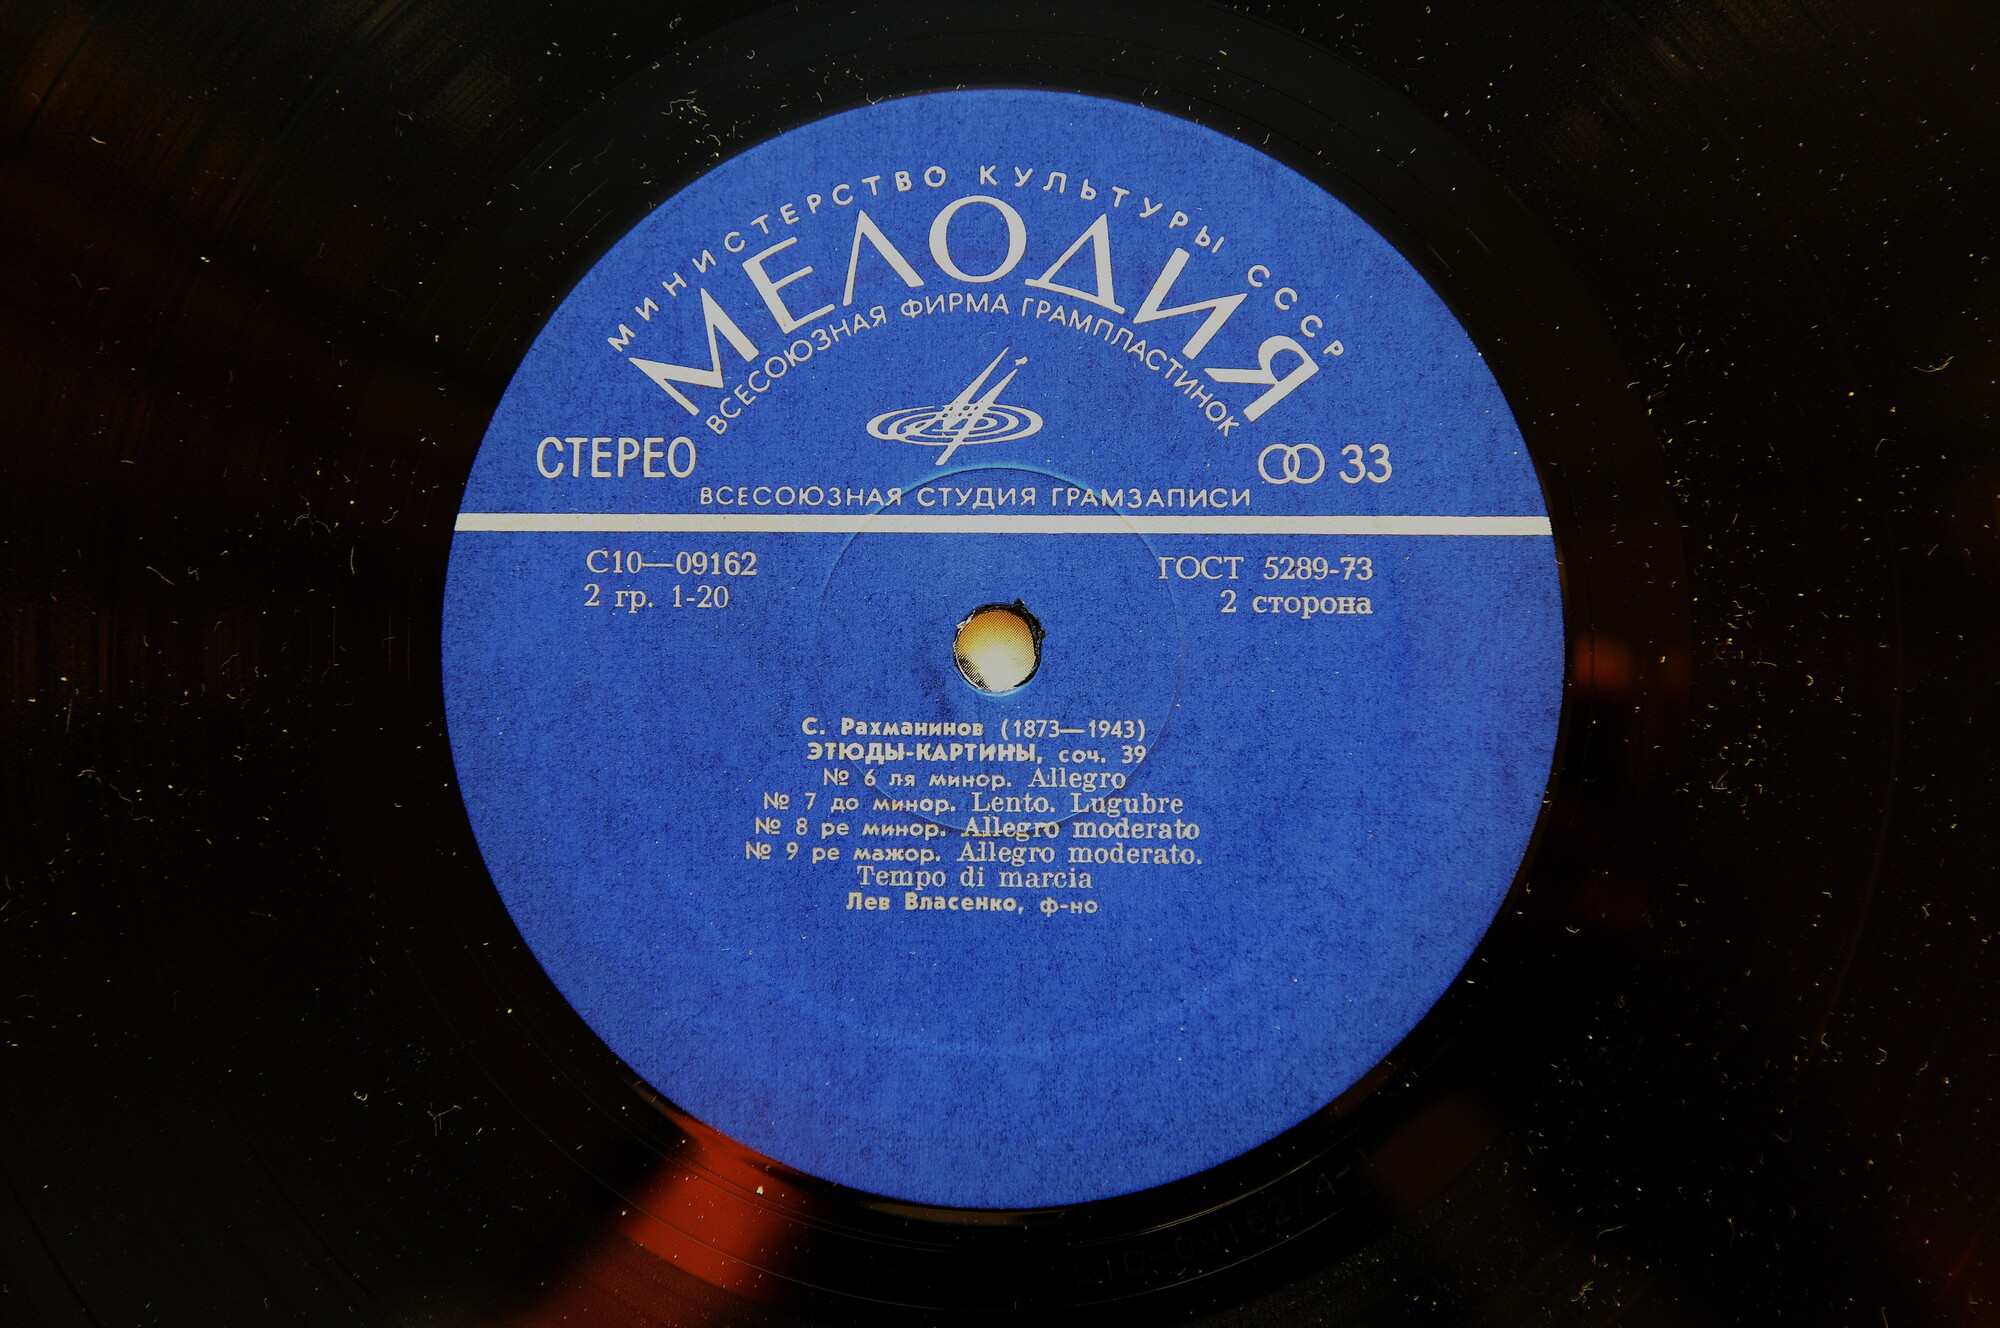 МИНИСТЕРСТВО КУЛЬТУРЫ СССР
МЕЛОДИЯ
ВСЕСОЮЗНАЯ ФИРМА ГРАМПЛАСТИНОК
СТЕРЕО
33
ВСЕСОЮЗНАЯ СТУДИЯ ГРАМЗАПИСИ
С10—09162
ГОСТ 5289-73
2 гр. 1-20
2 сторона
С. Рахманинов (1873—1943)
ЭТЮДЫ-КАРТИНЫ, соч. 39
№ 6 ля минор. Allegro
№ 7 до минор. Lento. Lugubre
№ 8 ре минор. Allegro moderato
№ 9 ре мажор. Allegro moderato.
Tempo di marcia
Лев Власенко, ф-но